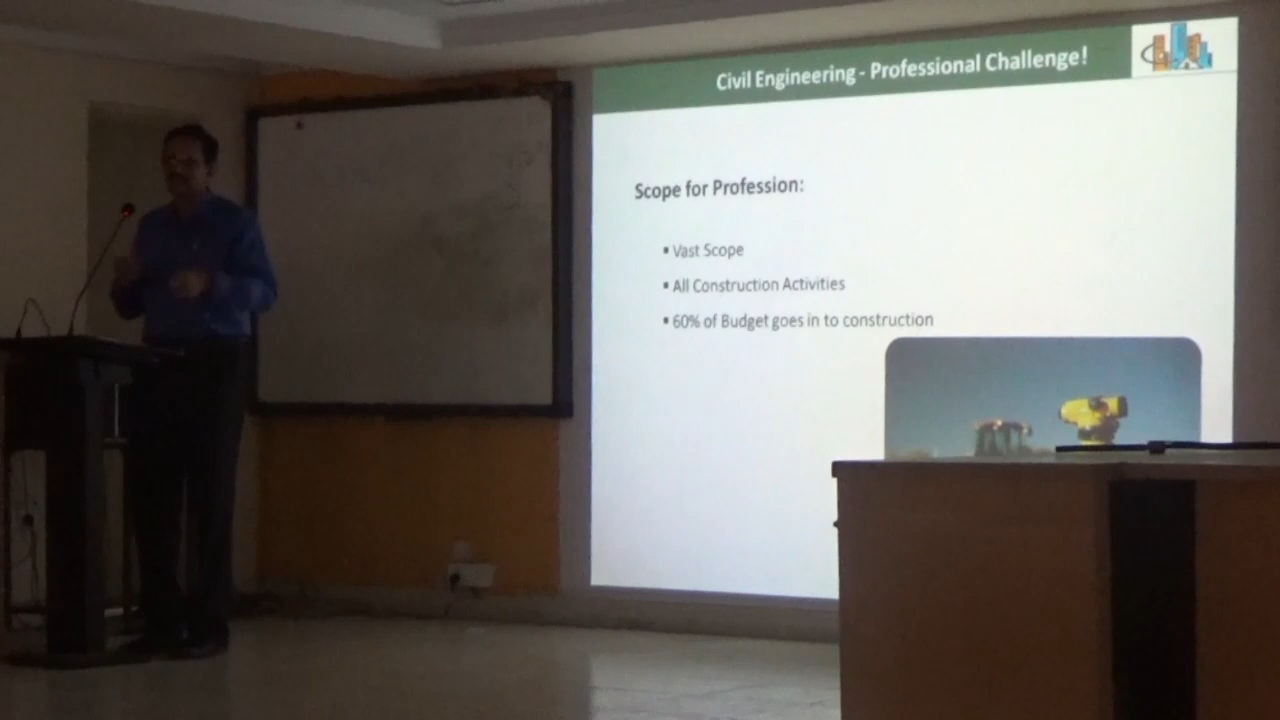 Civil Engineering - Professional Challenge!
Scope for Profession:
▪ Vast Scope
▪ All Construction Activities
▪ 60% of Budget goes in to construction